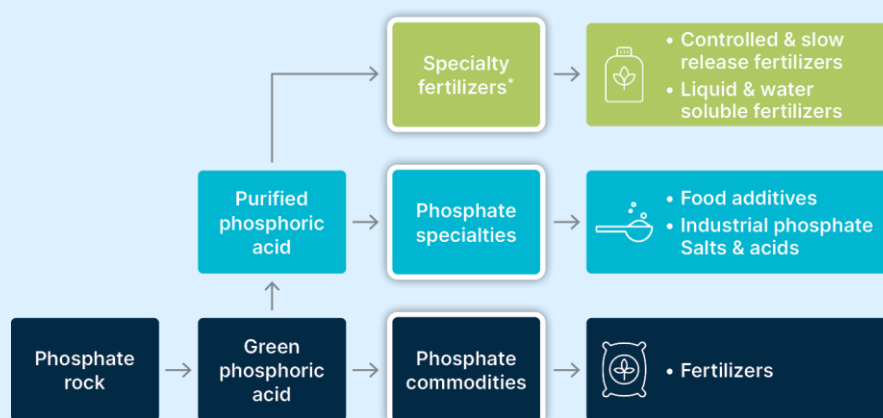 Specialty
fertilizers*
• Controlled & slow
release fertilizers
• Liquid & water
soluble fertilizers
Purified
phosphoric
acid
Phosphate
specialties
• Food additives
• Industrial phosphate
Salts & acids
Phosphate
rock
Green
phosphoric
acid
Phosphate
commodities
• Fertilizers